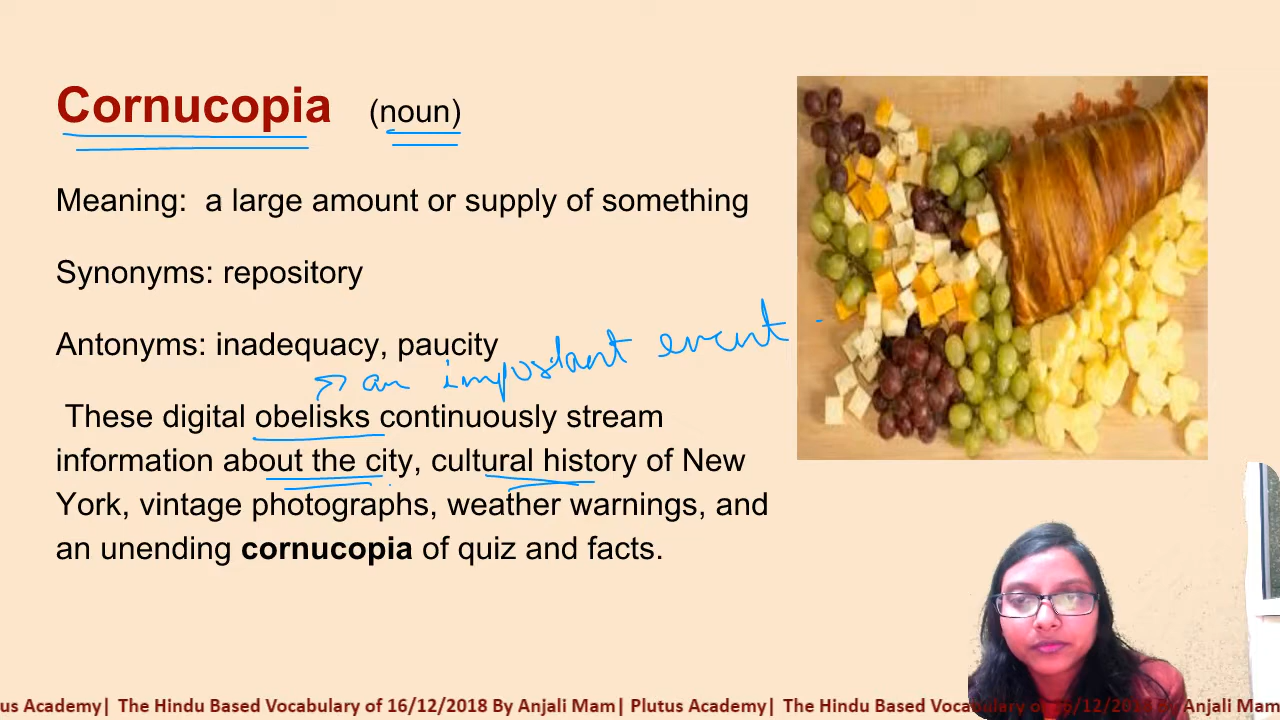 Cornucopia (noun)
Meaning: a large amount or supply of something
Synonyms: repository
Antonyms: inadequacy, paucity
an important event
These digital obelisks continuously stream
information about the city, cultural history of New
York, vintage photographs, weather warnings, and
an unending cornucopia of quiz and facts.
us Academy| The Hindu Based Vocabulary of 16/12/2018 By Anjali Mam| Plutus Academy| The Hindu Based Vocabulary of 16/12/2018 By Anjali Mam